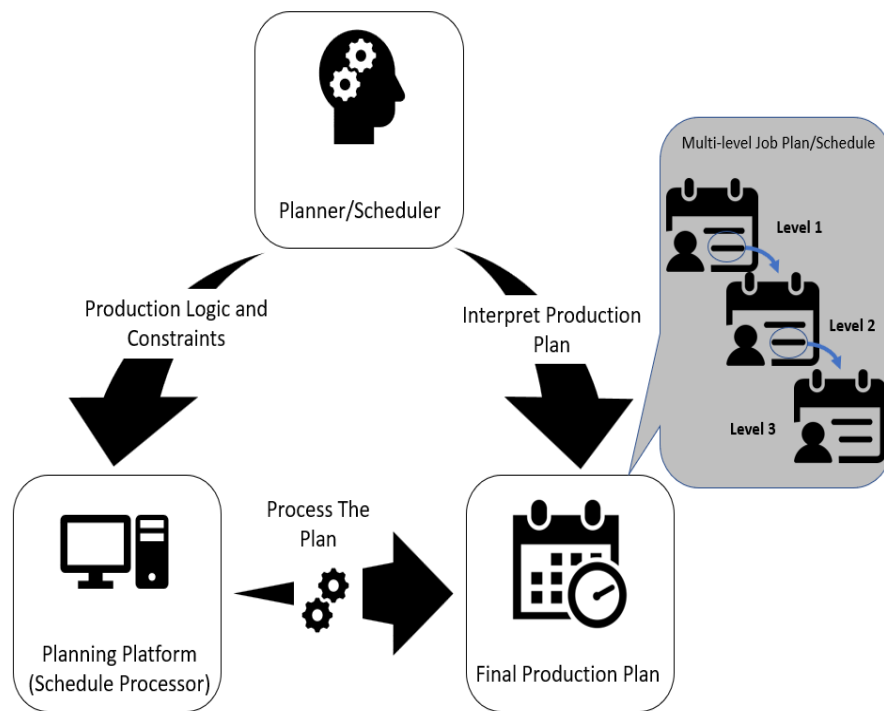 Planner/Scheduler
Multi-level Job Plan/Schedule
Level 1
Level 2
Level 3
Production Logic and
Constraints
Interpret Production
Plan
Process The
Plan
Planning Platform
(Schedule Processor)
Final Production Plan